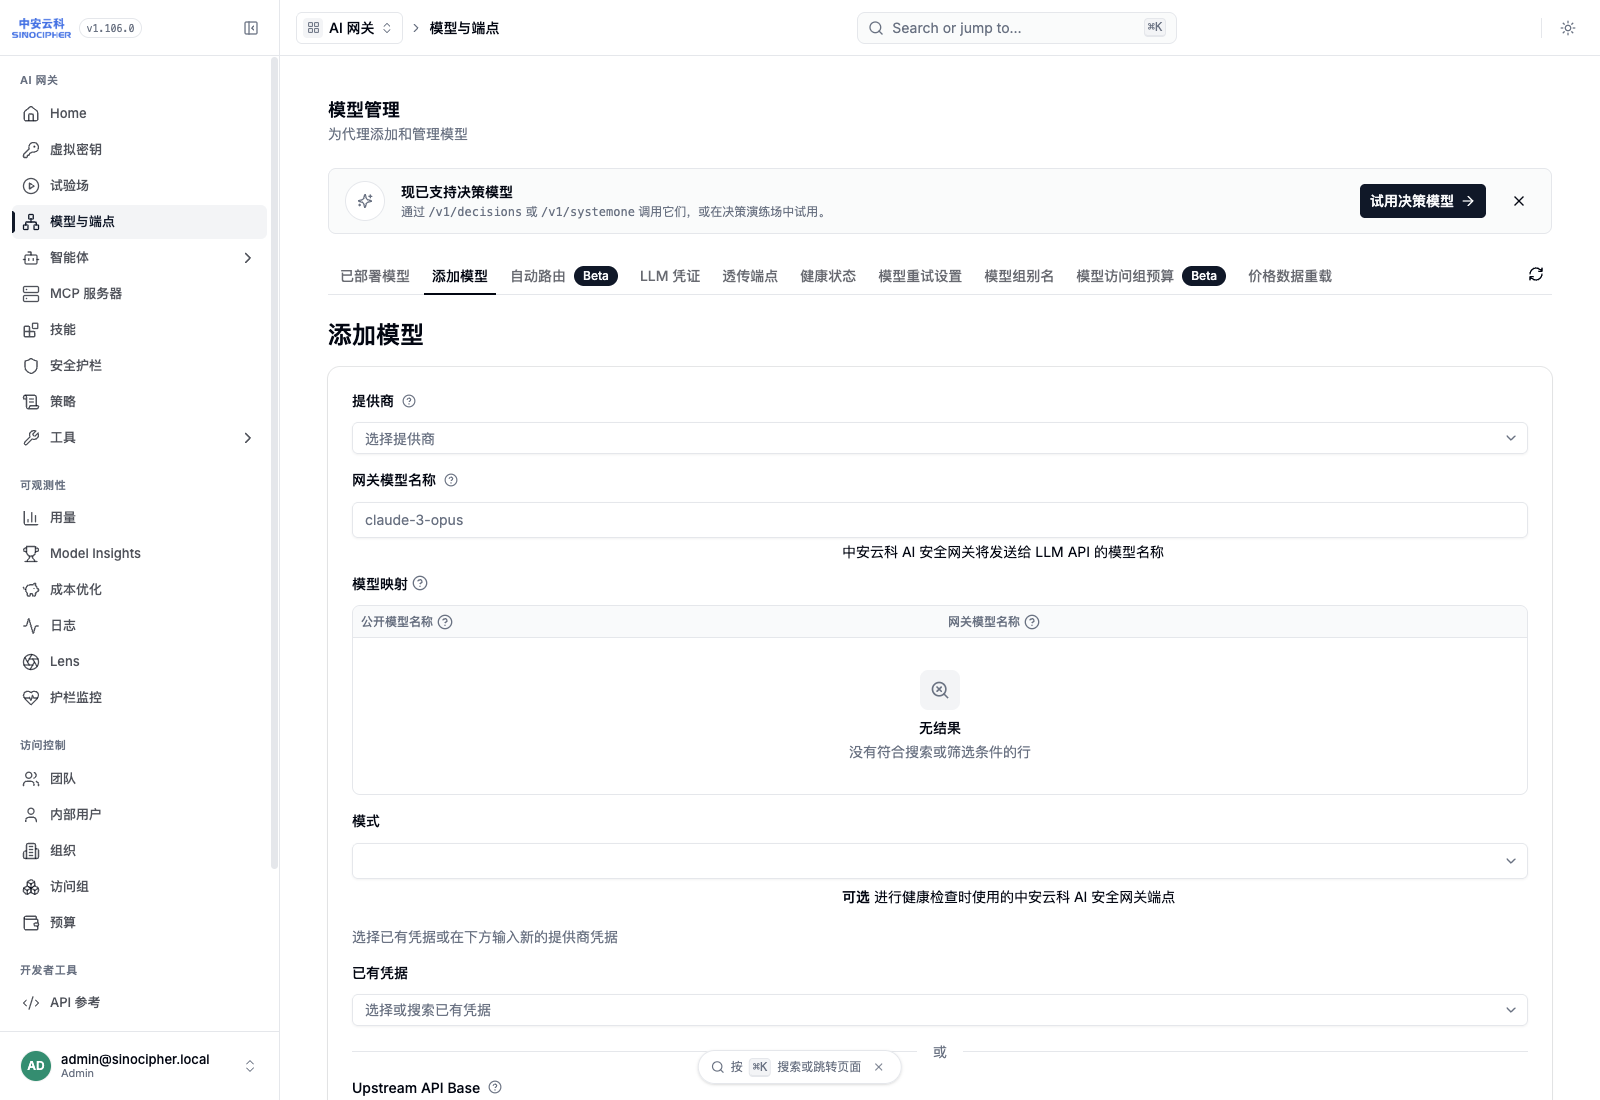 中安云科
SINOCIPHER
v1.106.0
AI 网关
模型与端点
Search or jump to...
⌘K
AI 网关
Home
虚拟密钥
试验场
模型与端点
智能体
MCP 服务器
技能
安全护栏
策略
工具
可观测性
用量
Model Insights
成本优化
日志
Lens
护栏监控
访问控制
团队
内部用户
组织
访问组
预算
开发者工具
API 参考
AD
admin@sinocipher.local
Admin
模型管理
为代理添加和管理模型
现已支持决策模型
通过 /v1/decisions 或 /v1/systemone 调用它们，或在决策演练场中试用。
试用决策模型
已部署模型
添加模型
自动路由 Beta
LLM 凭证
透传端点
健康状态
模型重试设置
模型组别名
模型访问组预算 Beta
价格数据重载
添加模型
提供商
选择提供商
网关模型名称
claude-3-opus
中安云科 AI 安全网关将发送给 LLM API 的模型名称
模型映射
公开模型名称
网关模型名称
无结果
没有符合搜索或筛选条件的行
模式
可选 进行健康检查时使用的中安云科 AI 安全网关端点
选择已有凭据或在下方输入新的提供商凭据
已有凭据
选择或搜索已有凭据
或
按 ⌘K 搜索或跳转页面
Upstream API Base